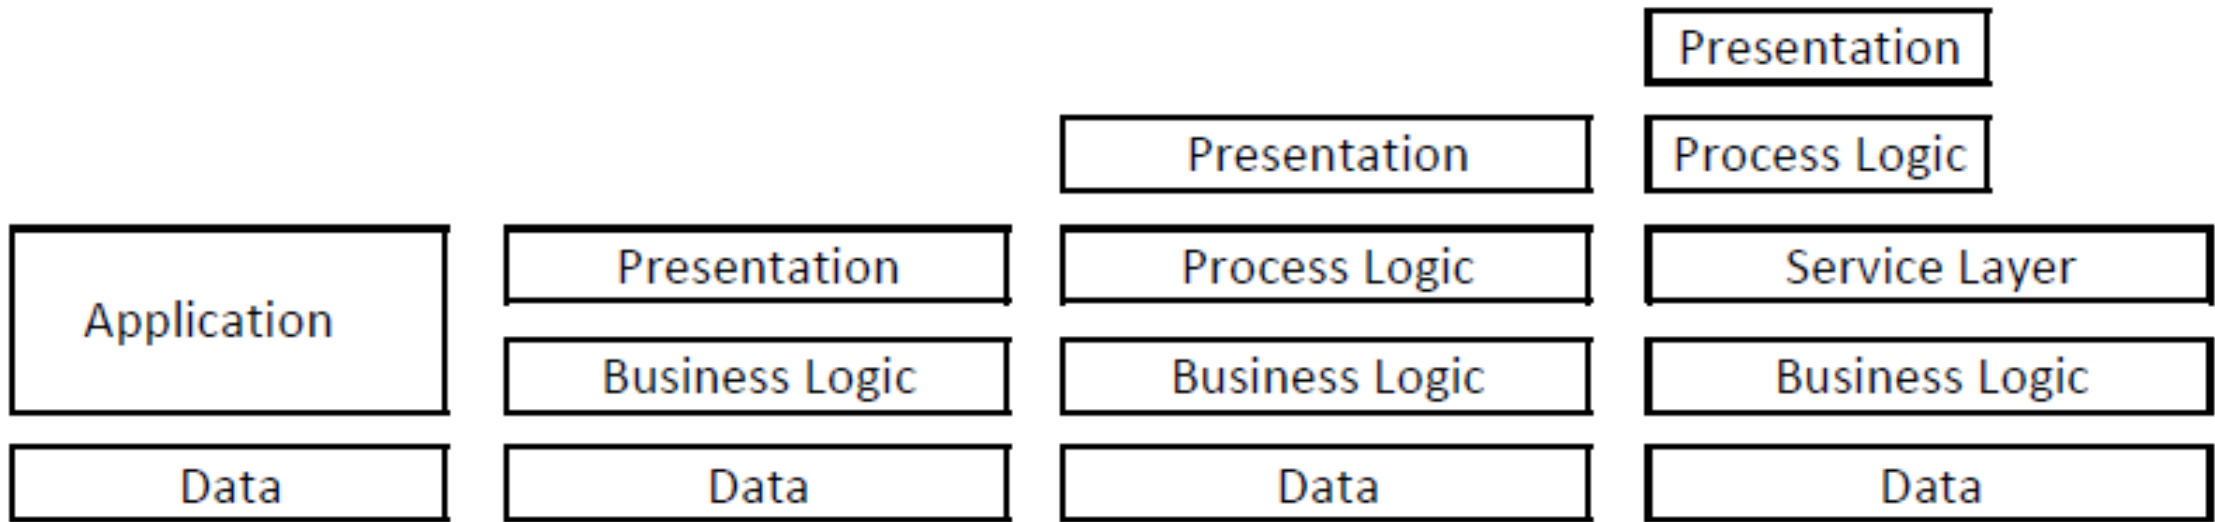 Presentation
Presentation
Process Logic
Application
Presentation
Process Logic
Service Layer
Business Logic
Business Logic
Business Logic
Data
Data
Data
Data